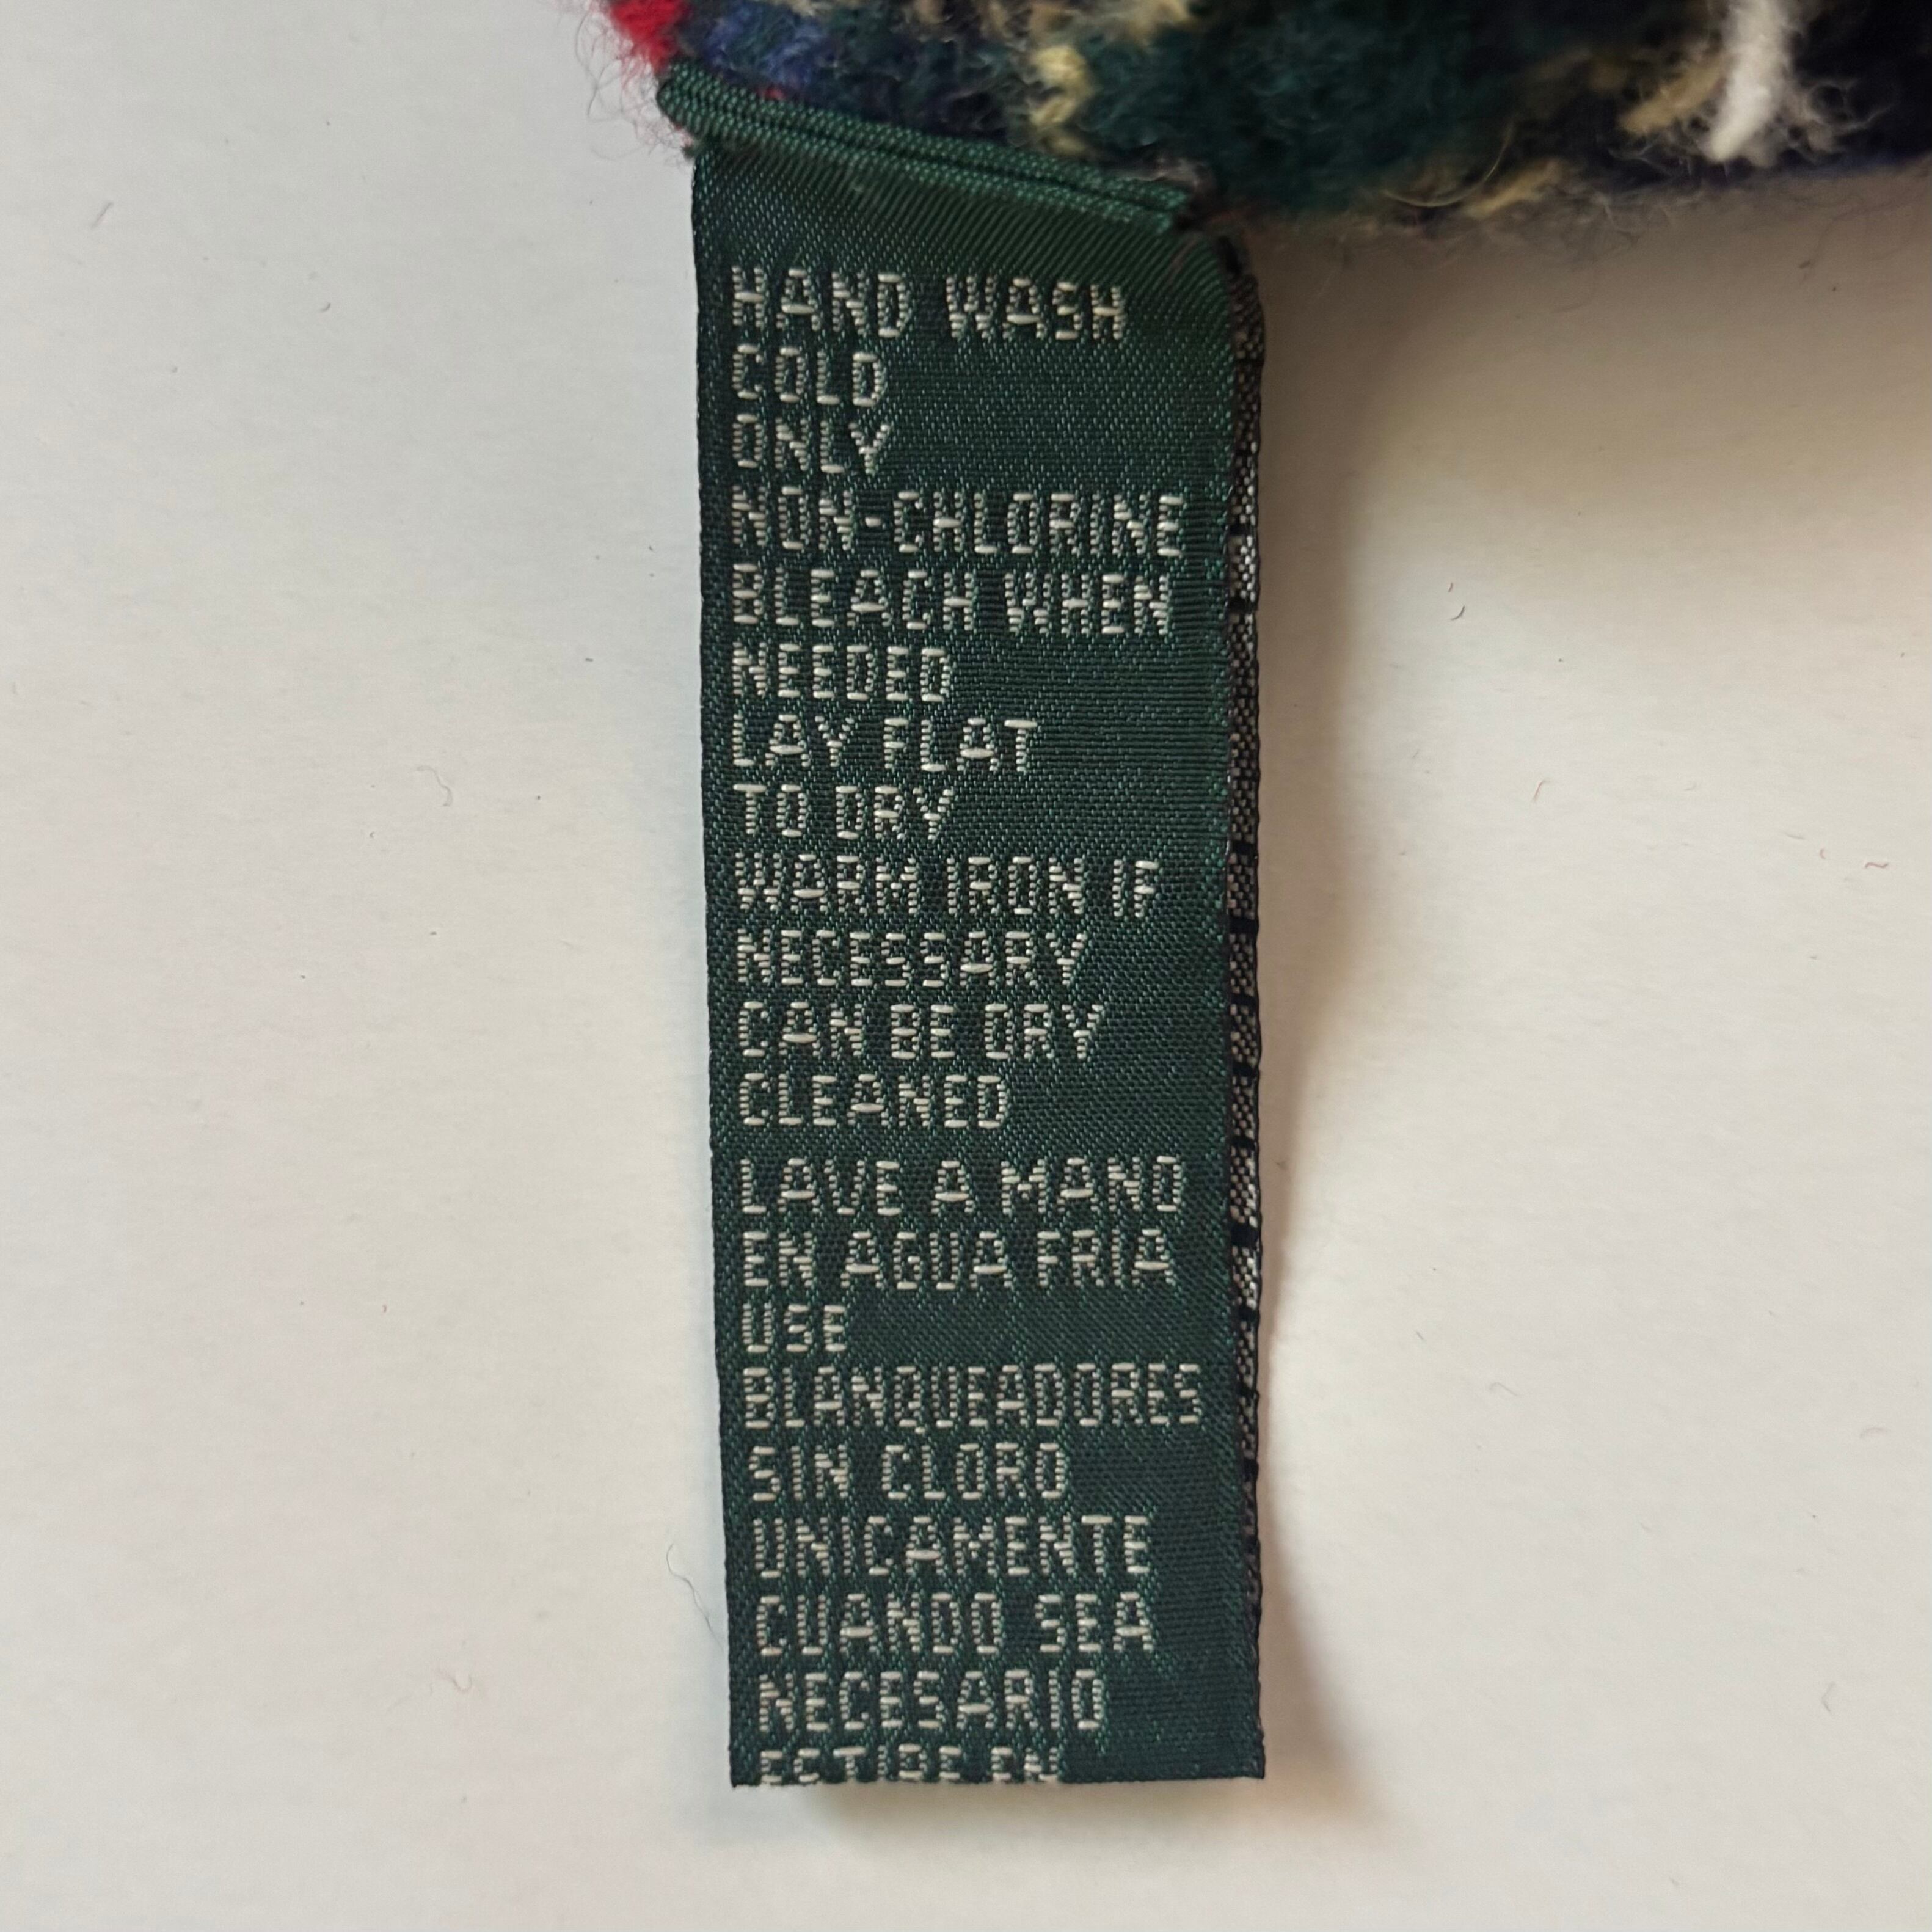 HAND WASH
COLD
ONLY
NON-CHLORINE
BLEACH WHEN
NEEDED
LAY FLAT
TO DRY
WARM IRON IF
NECESSARY
CAN BE DRY
CLEANED
LAVE A MANO
EN AGUA FRIA
USE
BLANQUEADORES
SIN CLORO
UNICAMENTE
CUANDO SEA
NECESARIO
EN